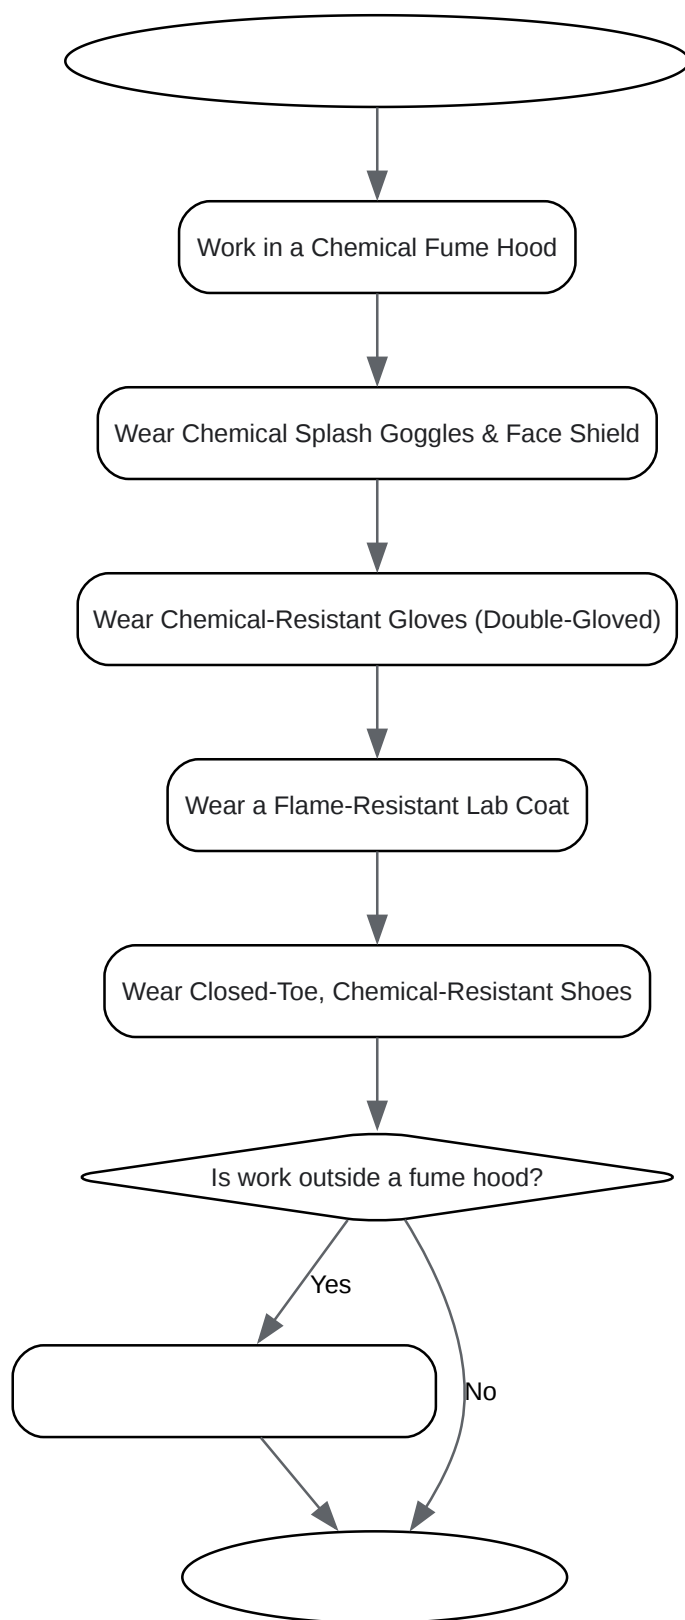 Work in a Chemical Fume Hood
Wear Chemical Splash Goggles & Face Shield
Wear Chemical-Resistant Gloves (Double-Gloved)
Wear a Flame-Resistant Lab Coat
Wear Closed-Toe, Chemical-Resistant Shoes
Is work outside a fume hood?
Yes
No